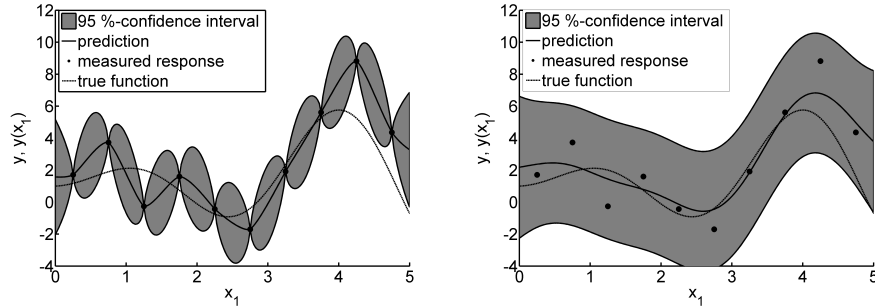 12
10
8
6
4
2
0
-2
-4
y, y(x₁)
95 %-confidence interval
prediction
measured response
true function
0 1 2 3 4 5
x₁
12
10
8
6
4
2
0
-2
-4
y, y(x₁)
95 %-confidence interval
prediction
measured response
true function
0 1 2 3 4 5
x₁